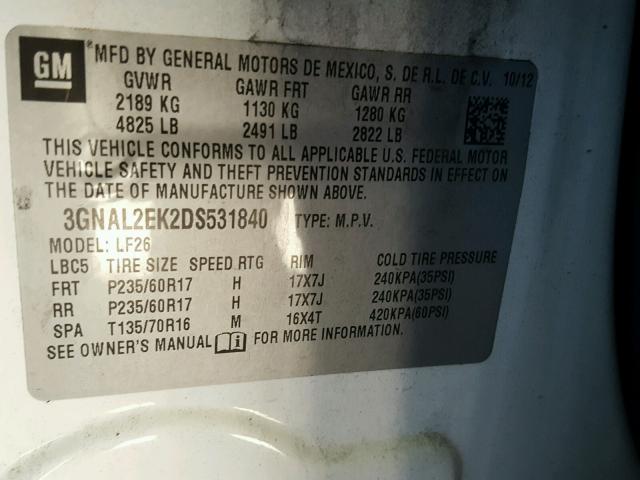 GM
*MFD BY GENERAL MOTORS DE MEXICO, S. DE R.L. DE C.V. 10/12
GVWR GAWR FRT GAWR RR
2189 KG 1130 KG 1280 KG
4825 LB 2491 LB 2822 LB
THIS VEHICLE CONFORMS TO ALL APPLICABLE U.S. FEDERAL MOTOR
VEHICLE SAFETY AND THEFT PREVENTION STANDARDS IN EFFECT ON
THE DATE OF MANUFACTURE SHOWN ABOVE.
3GNAL2EK2DS531840 TYPE: M.P.V.
MODEL: LF26
LBC5 TIRE SIZE SPEED RTG RIM COLD TIRE PRESSURE
FRT P235/60R17 H 17X7J 240KPA(35PSI)
RR P235/60R17 H 17X7J 240KPA(35PSI)
SPA T135/70R16 M 16X4T 420KPA(60PSI)
SEE OWNER'S MANUAL FOR MORE INFORMATION.